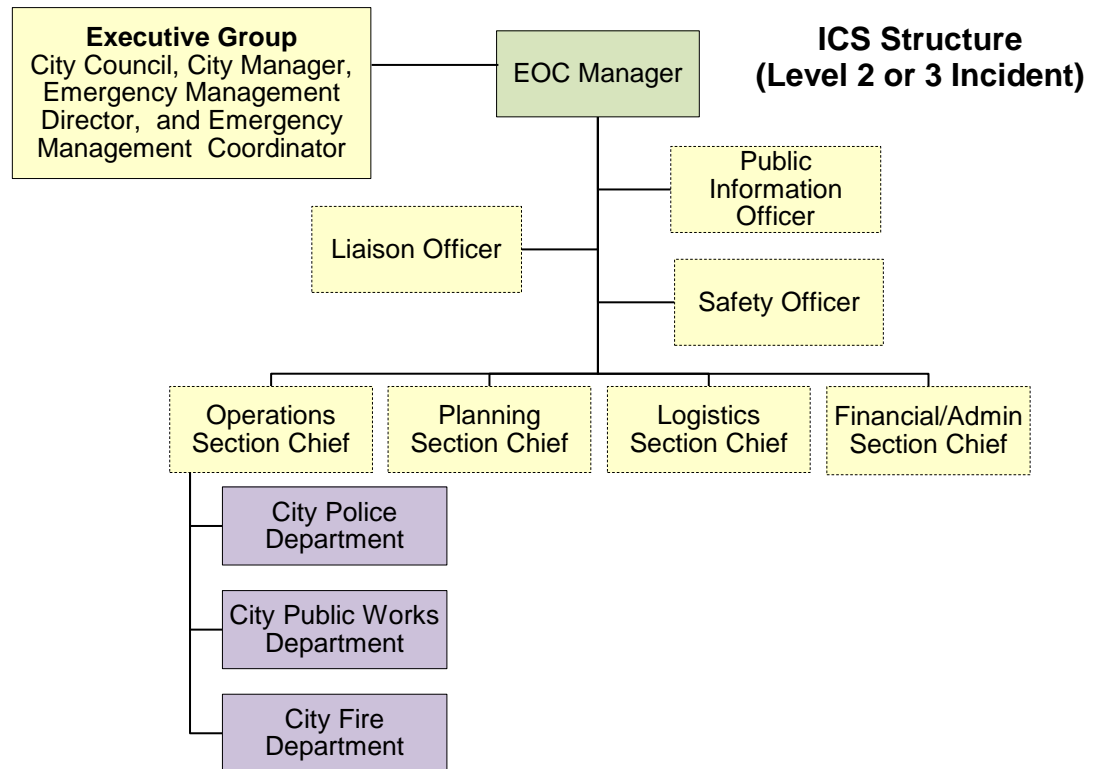 Executive Group
City Council, City Manager,
Emergency Management
Director, and Emergency
Management Coordinator
EOC Manager
ICS Structure
(Level 2 or 3 Incident)
Public
Information
Officer
Liaison Officer
Safety Officer
Operations
Section Chief
Planning
Section Chief
Logistics
Section Chief
Financial/Admin
Section Chief
City Police
Department
City Public Works
Department
City Fire
Department